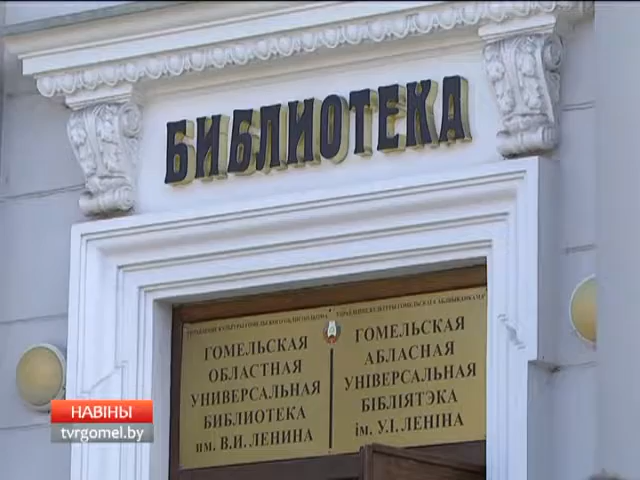 БИБЛИОТЕКА
ГОМЕЛЬСКАЯ
ОБЛАСТНАЯ
УНИВЕРСАЛЬНАЯ
БИБЛИОТЕКА
им. В.И. ЛЕНИНА
ГОМЕЛЬСКАЯ
АБЛАСНАЯ
УНІВЕРСАЛЬНАЯ
БІБЛІЯТЭКА
ім. У.І. ЛЕНІНА
НАВІНЫ
tvrgomel.by